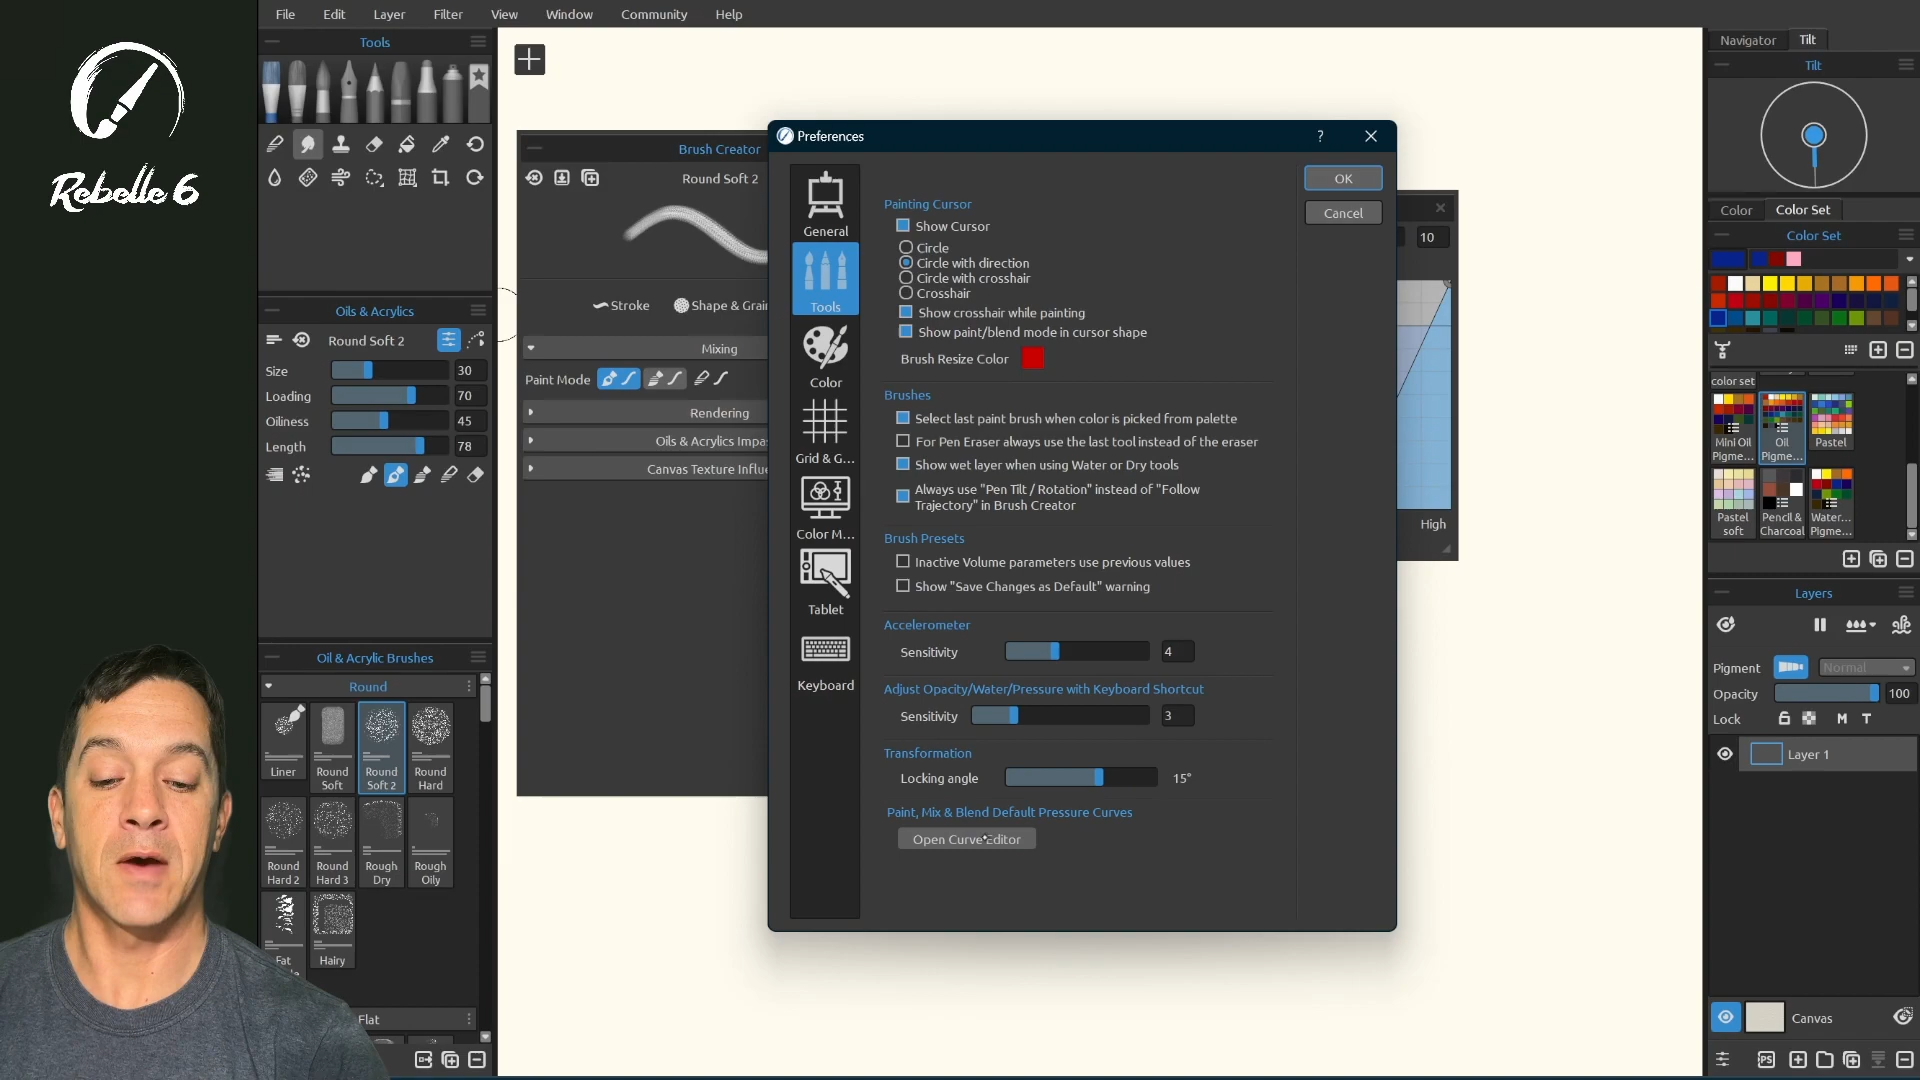 File Edit Layer Filter View Window Community Help
Rebelle 6
Tools
Oils & Acrylics
Round Soft 2
Size 30
Loading 70
Oiliness 45
Length 78
Oil & Acrylic Brushes
Round
Liner
Round
Soft
Round
Soft 2
Round
Hard
Round
Hard 2
Round
Hard 3
Rough
Dry
Rough
Oily
Fat
Hairy
Flat
Brush Creator
Round Soft 2
Stroke
Shape & Grain
Mixing
Paint Mode
Rendering
Oils & Acrylics Impa
Canvas Texture Influe
Preferences
?
General
Tools
Color
Grid & G...
Color M...
Tablet
Keyboard
Painting Cursor
Show Cursor
Circle
Circle with direction
Circle with crosshair
Crosshair
Show crosshair while painting
Show paint/blend mode in cursor shape
Brush Resize Color
Brushes
Select last paint brush when color is picked from palette
For Pen Eraser always use the last tool instead of the eraser
Show wet layer when using Water or Dry tools
Always use "Pen Tilt / Rotation" instead of "Follow
Trajectory" in Brush Creator
Brush Presets
Inactive Volume parameters use previous values
Show "Save Changes as Default" warning
Accelerometer
Sensitivity 4
Adjust Opacity/Water/Pressure with Keyboard Shortcut
Sensitivity 3
Transformation
Locking angle 15°
Paint, Mix & Blend Default Pressure Curves
Open Curve Editor
OK
Cancel
10
High
Navigator Tilt
Tilt
Color Color Set
Color Set
color set
Mini Oil
Pigme...
Oil
Pigme...
Pastel
Pastel
soft
Pencil &
Charcoal
Water...
Pigme...
Layers
Pigment Normal
Opacity 100
Lock M T
Layer 1
Canvas
PS